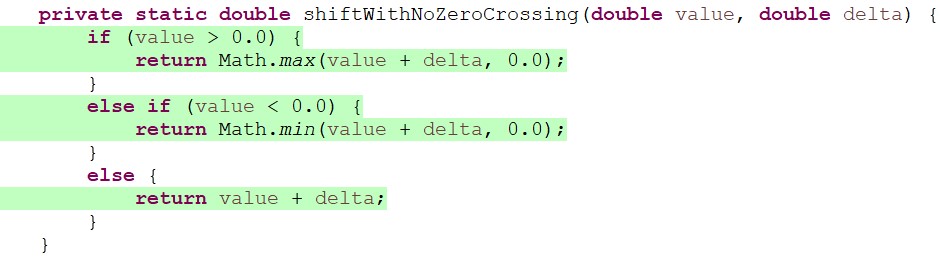 private static double shiftWithNoZeroCrossing(double value, double delta) {
if (value > 0.0) {
return Math.max(value + delta, 0.0);
}
else if (value < 0.0) {
return Math.min(value + delta, 0.0);
}
else {
return value + delta;
}
}